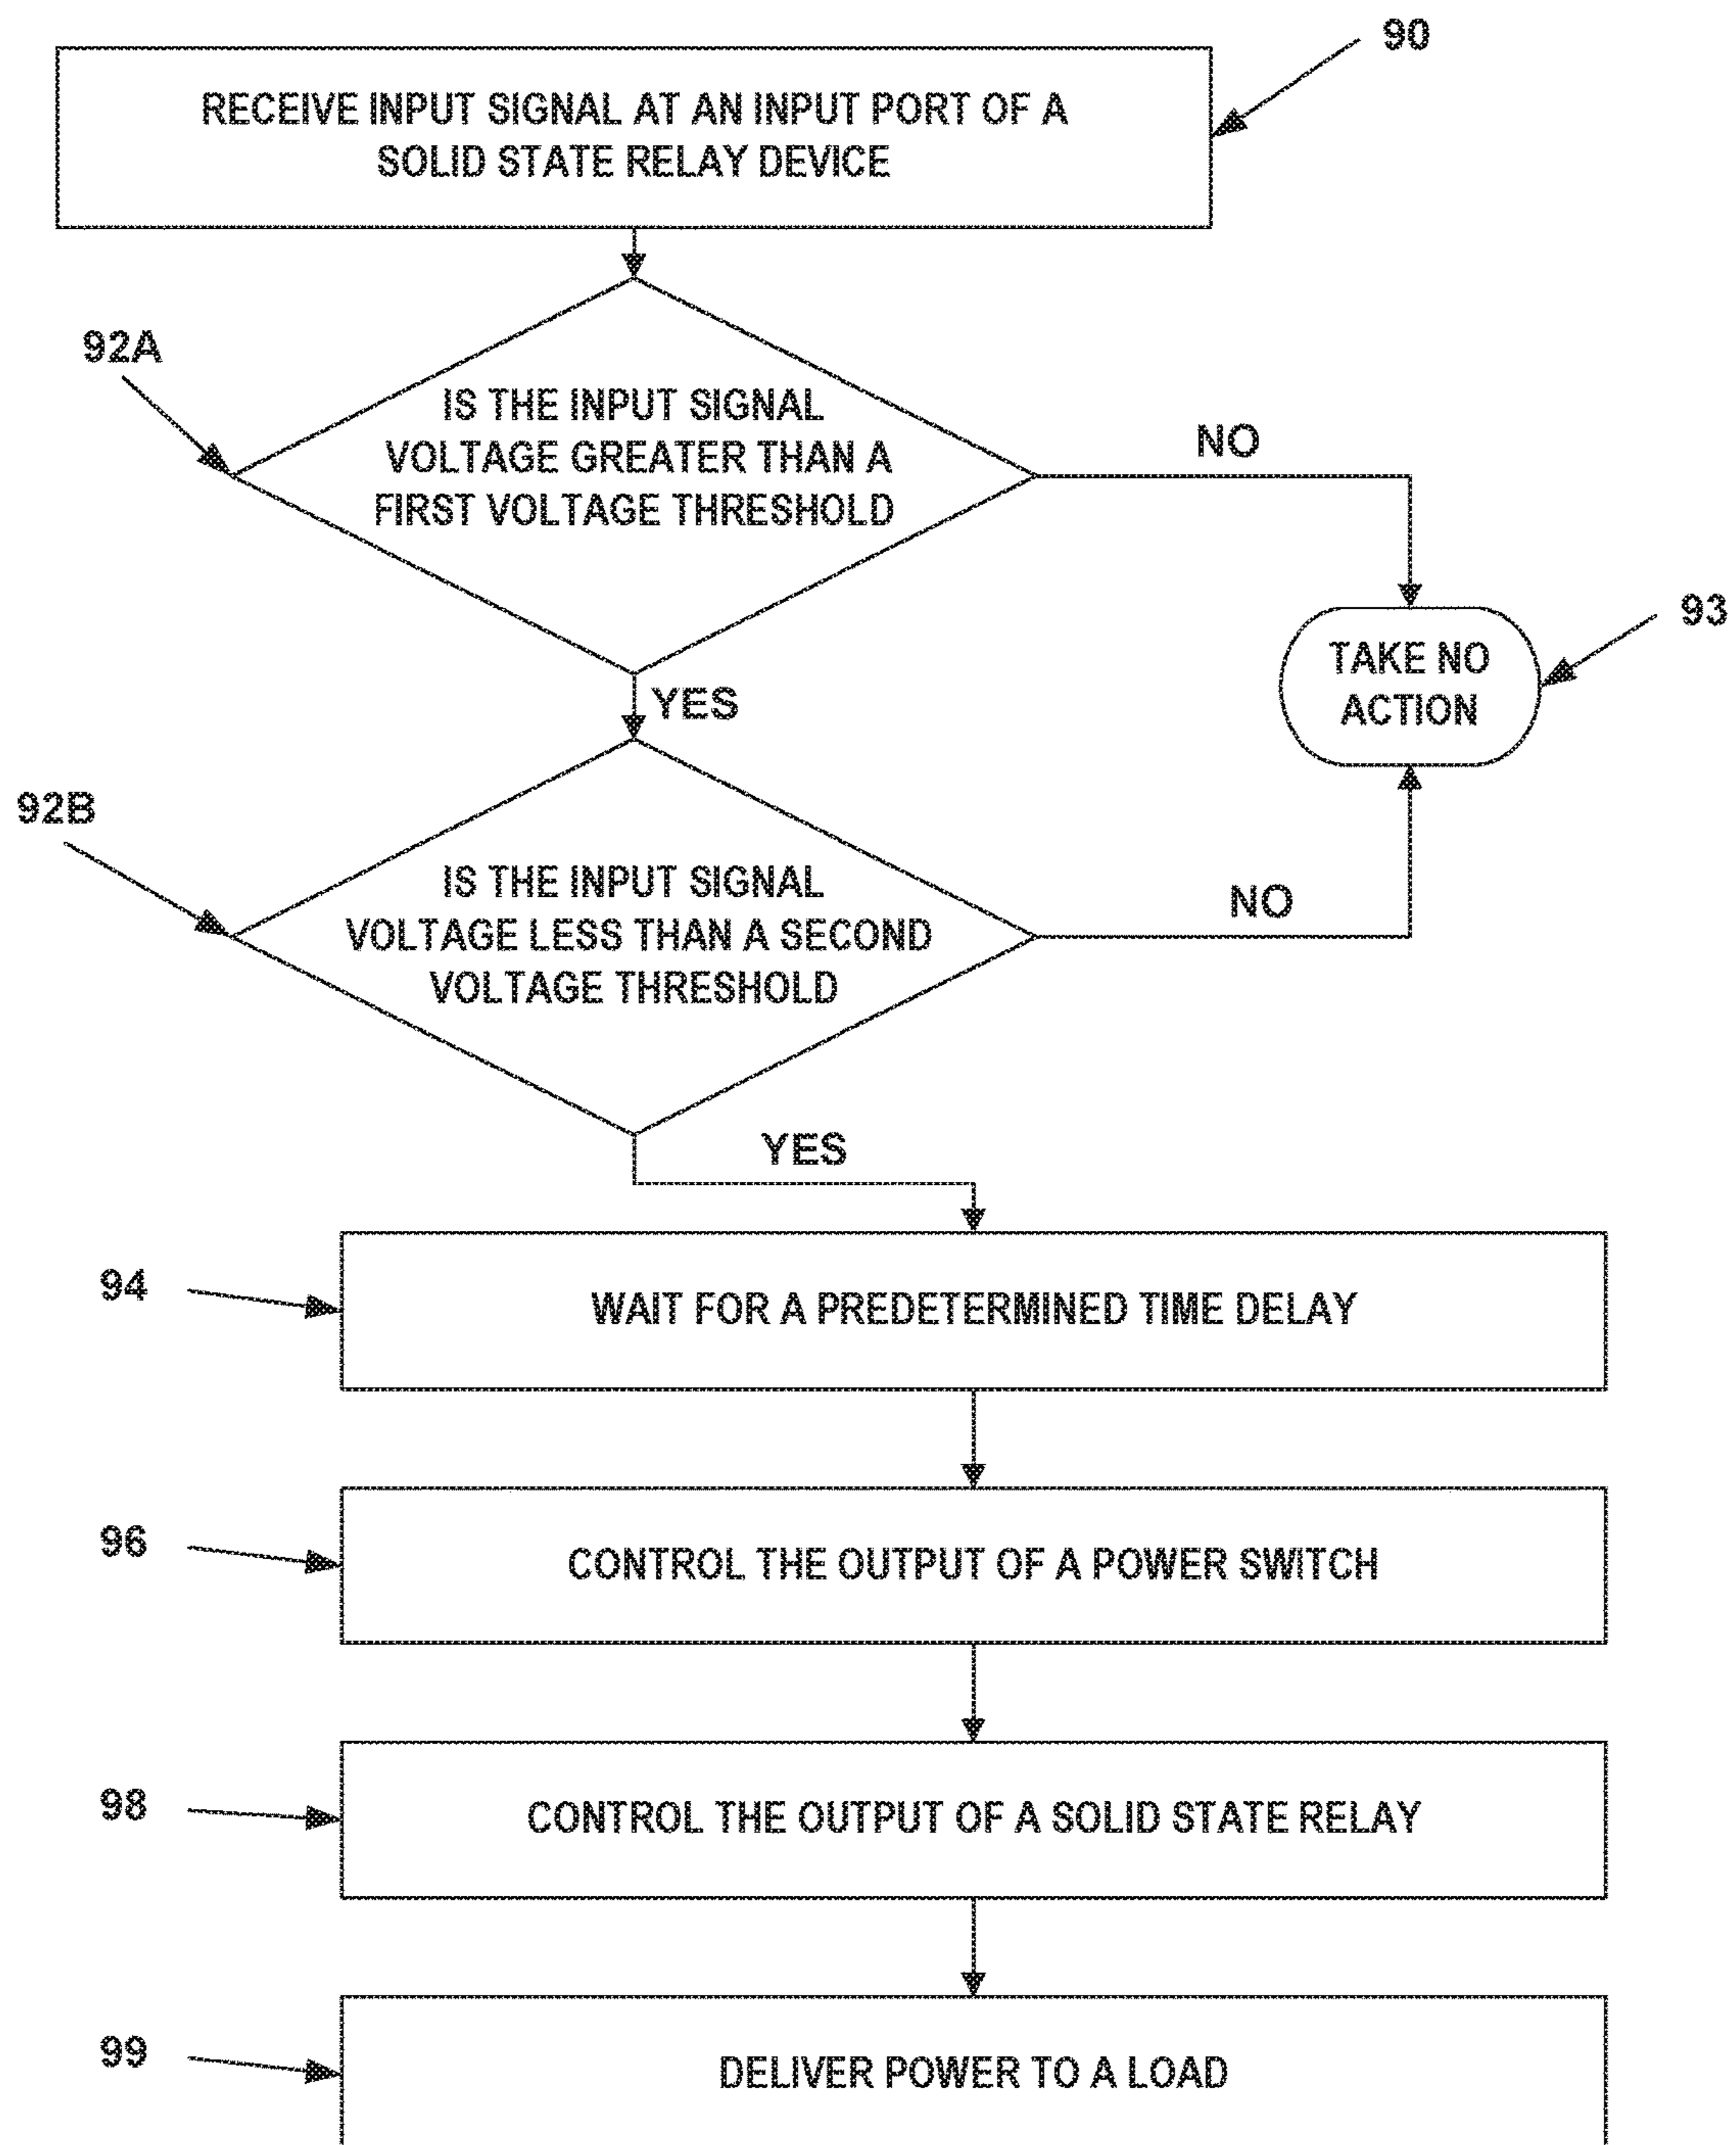 90
RECEIVE INPUT SIGNAL AT AN INPUT PORT OF A
SOLID STATE RELAY DEVICE
92A
IS THE INPUT SIGNAL
VOLTAGE GREATER THAN A
FIRST VOLTAGE THRESHOLD
NO
93
TAKE NO
ACTION
YES
92B
IS THE INPUT SIGNAL
VOLTAGE LESS THAN A SECOND
VOLTAGE THRESHOLD
NO
YES
94
WAIT FOR A PREDETERMINED TIME DELAY
96
CONTROL THE OUTPUT OF A POWER SWITCH
98
CONTROL THE OUTPUT OF A SOLID STATE RELAY
99
DELIVER POWER TO A LOAD